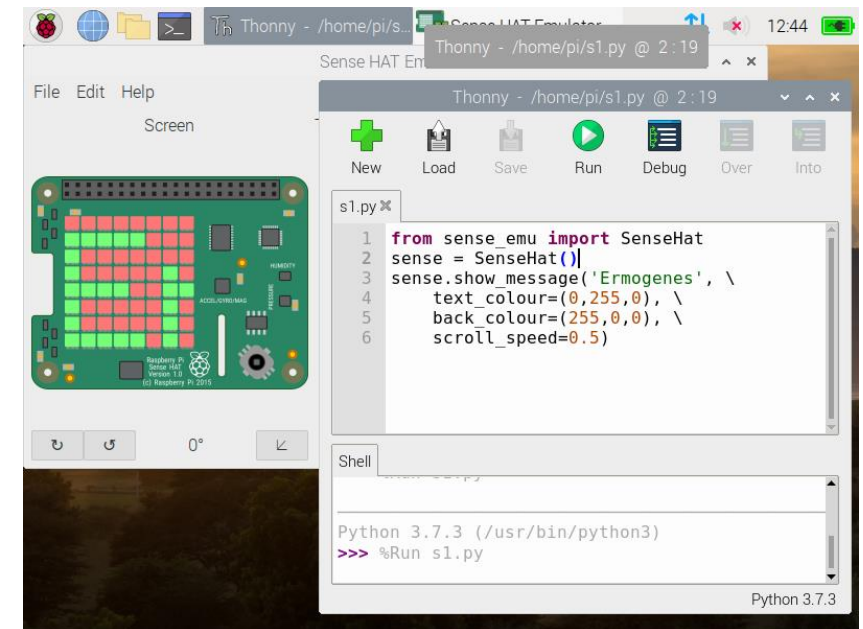 Thonny - /home/pi/s...
Sense HAT Emulator
12:44
Thonny - /home/pi/s1.py @ 2:19
Sense HAT Em
File Edit Help
Screen
Thonny - /home/pi/s1.py @ 2:19
New Load Save Run Debug Over Into
s1.py
1 from sense_emu import SenseHat
2 sense = SenseHat()
3 sense.show_message('Ermogenes', \
4 text_colour=(0,255,0), \
5 back_colour=(255,0,0), \
6 scroll_speed=0.5)
HUMIDITY
PRESSURE
ACCEL/GYRO/MAG
Raspberry Pi
Sense HAT
Version 1.0
(c) Raspberry Pi 2015
0°
Shell
%Run s1.py
Python 3.7.3 (/usr/bin/python3)
>>> %Run s1.py
Python 3.7.3